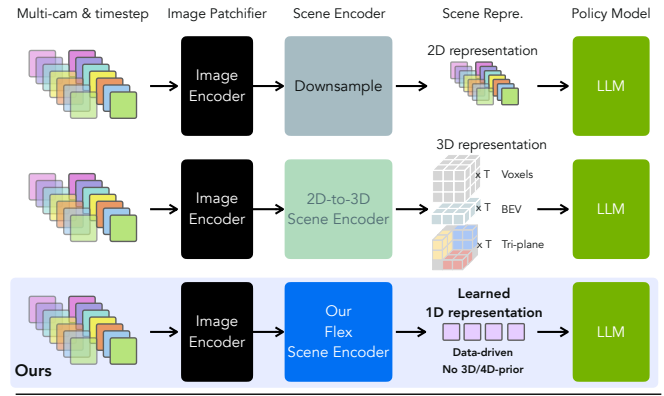 Multi-cam & timestep Image Patchifier Scene Encoder Scene Repre. Policy Model
2D representation
Image
Encoder
Downsample
LLM
3D representation
Image
Encoder
2D-to-3D
Scene Encoder
x T Voxels
x T BEV
x T Tri-plane
LLM
Ours
Image
Encoder
Our
Flex
Scene Encoder
Learned
1D representation
Data-driven
No 3D/4D-prior
LLM